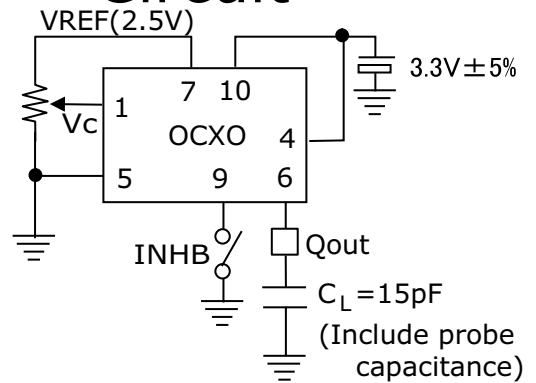 Circuit
VREF(2.5V)
7 10
3.3V±5%
1
Vc
OCXO
4
5 9 6
INHB
Qout
CL=15pF
(Include probe
capacitance)